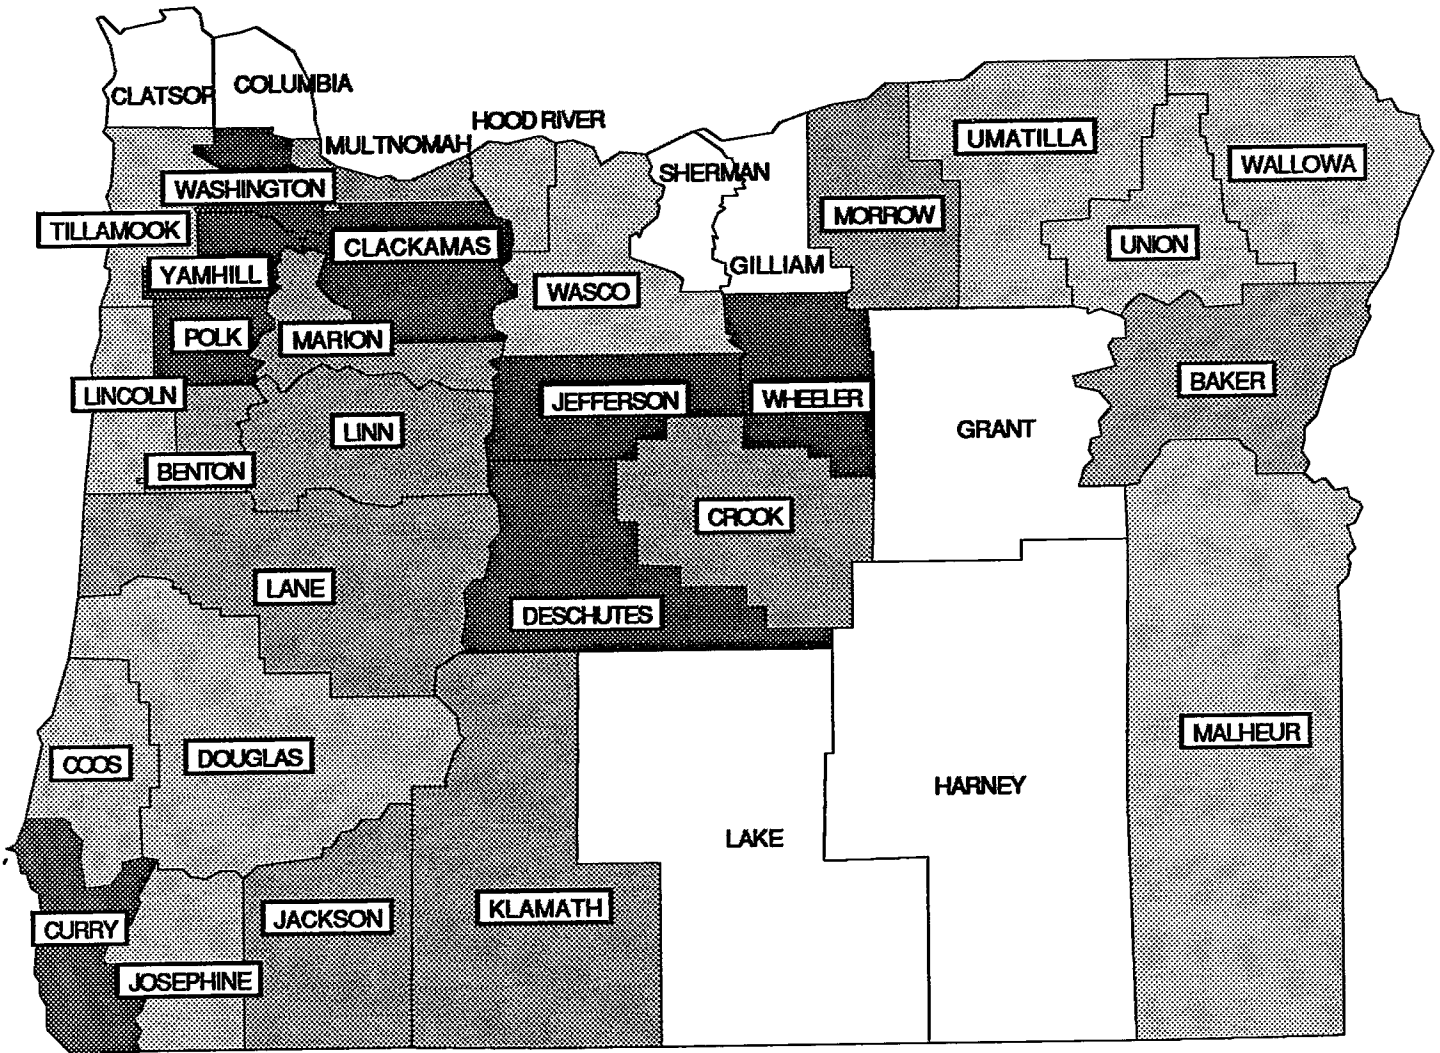 COLUMBIA
CLATSOP
HOOD RIVER
MULTNOMAH
UMATILLA
WALLOWA
SHERMAN
WASHINGTON
MORROW
TILLAMOOK
CLACKAMAS
UNION
GILLIAM
YAMHILL
WASCO
POLK
MARION
BAKER
LINCOLN
JEFFERSON
WHEELER
LINN
GRANT
BENTON
CROOK
LANE
DESCHUTES
MALHEUR
COOS
DOUGLAS
HARNEY
LAKE
KLAMATH
JACKSON
CURRY
JOSEPHINE